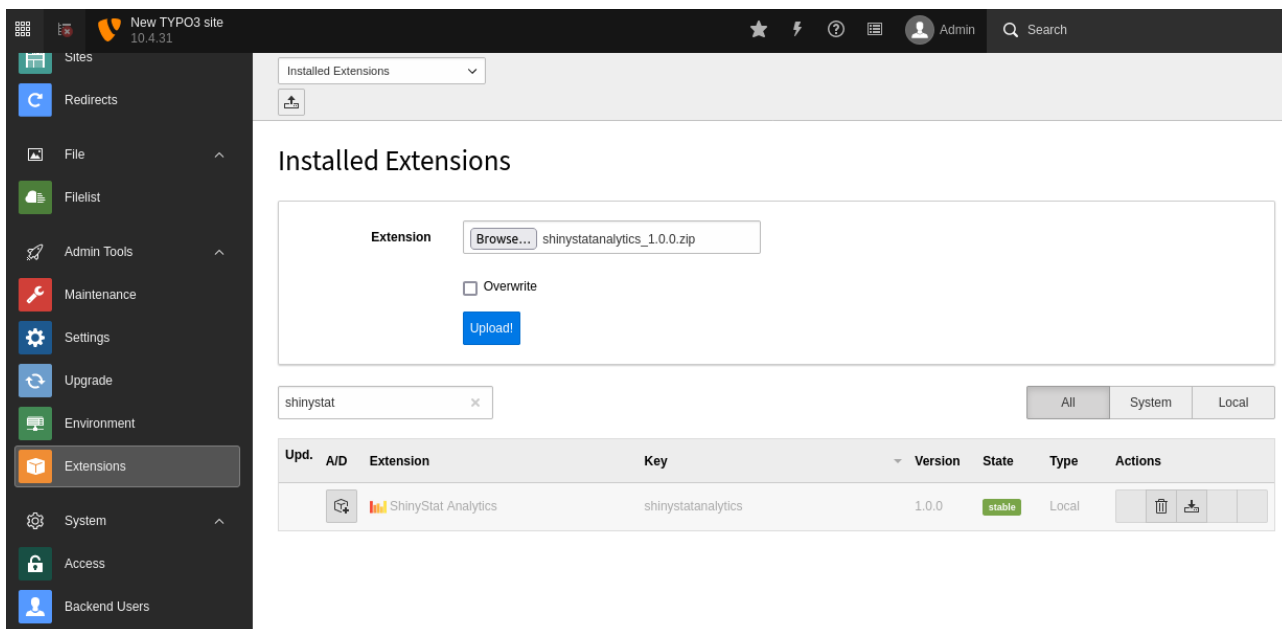 New TYPO3 site
10.4.31
Admin
Search
Sites
Redirects
File
Filelist
Admin Tools
Maintenance
Settings
Upgrade
Environment
Extensions
System
Access
Backend Users
Installed Extensions
Installed Extensions
Extension Browse... shinystatanalytics_1.0.0.zip
Overwrite
Upload!
shinystat
All System Local
Upd. A/D Extension Key Version State Type Actions
ShinyStat Analytics shinystatanalytics 1.0.0 stable Local